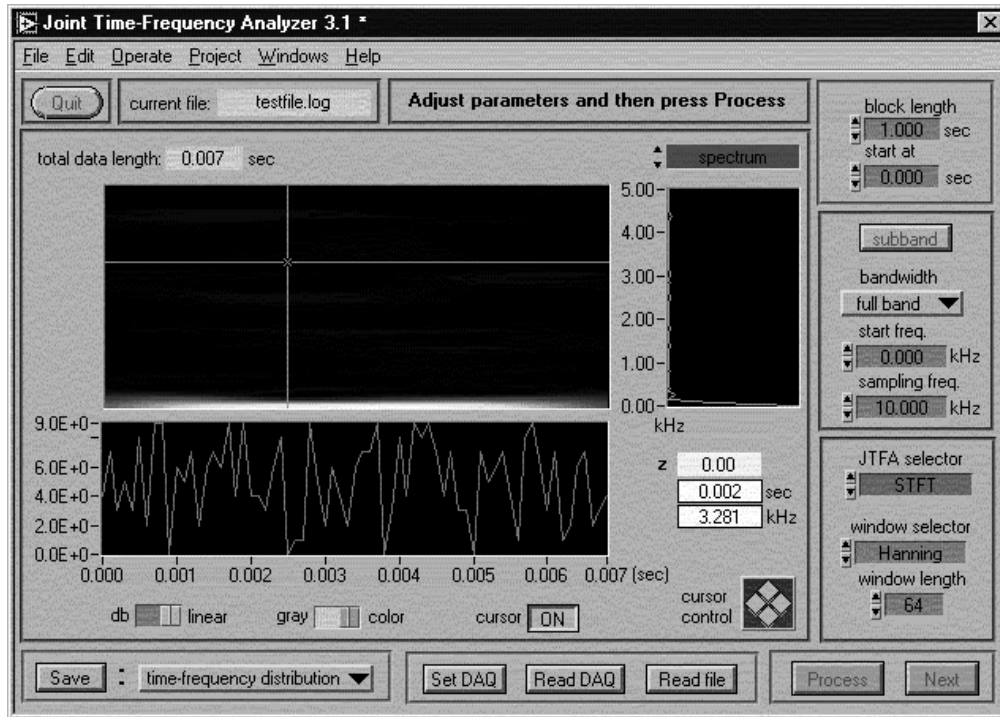 Joint Time-Frequency Analyzer 3.1 *
File Edit Operate Project Windows Help
Quit
current file: testfile.log
Adjust parameters and then press Process
block length
1.000 sec
start at
0.000 sec
total data length: 0.007 sec
spectrum
5.00
4.00
3.00
2.00
1.00
0.00
kHz
subband
bandwidth
full band
start freq.
0.000 kHz
sampling freq.
10.000 kHz
9.0E+0
6.0E+0
4.0E+0
2.0E+0
0.0E+0
0.000 0.001 0.002 0.003 0.004 0.005 0.006 0.007 (sec)
z 0.00
0.002 sec
3.281 kHz
JTFA selector
STFT
window selector
Hanning
window length
64
db linear
gray color
cursor ON
cursor control
Save : time-frequency distribution
Set DAQ Read DAQ Read file
Process Next